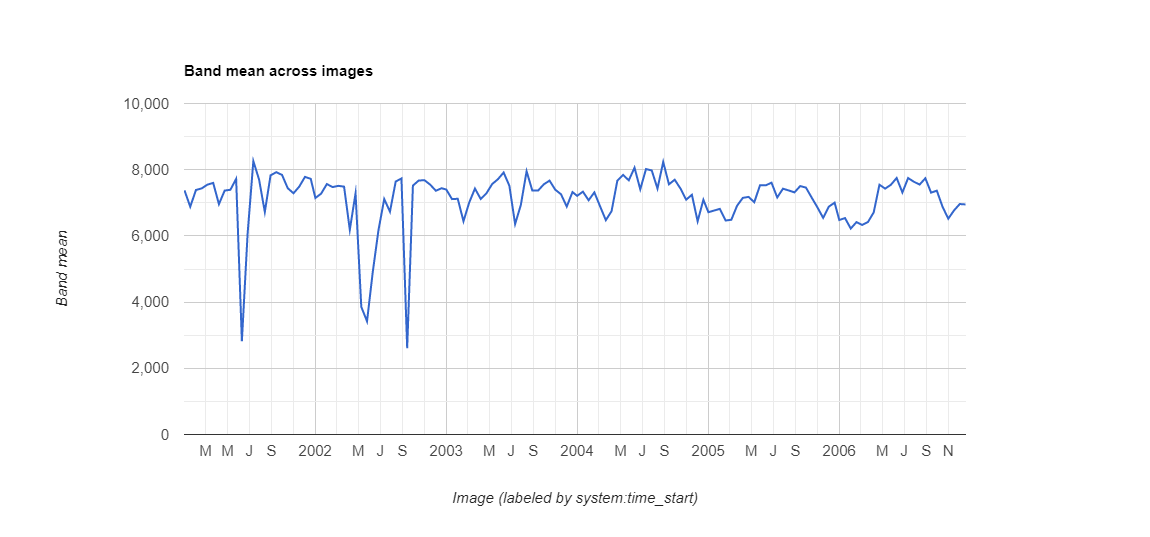 Band mean across images
10,000
8,000
6,000
4,000
2,000
0
Band mean
M M J S 2002 M J S 2003 M J S 2004 M J S 2005 M J S 2006 M J S N
Image (labeled by system:time_start)